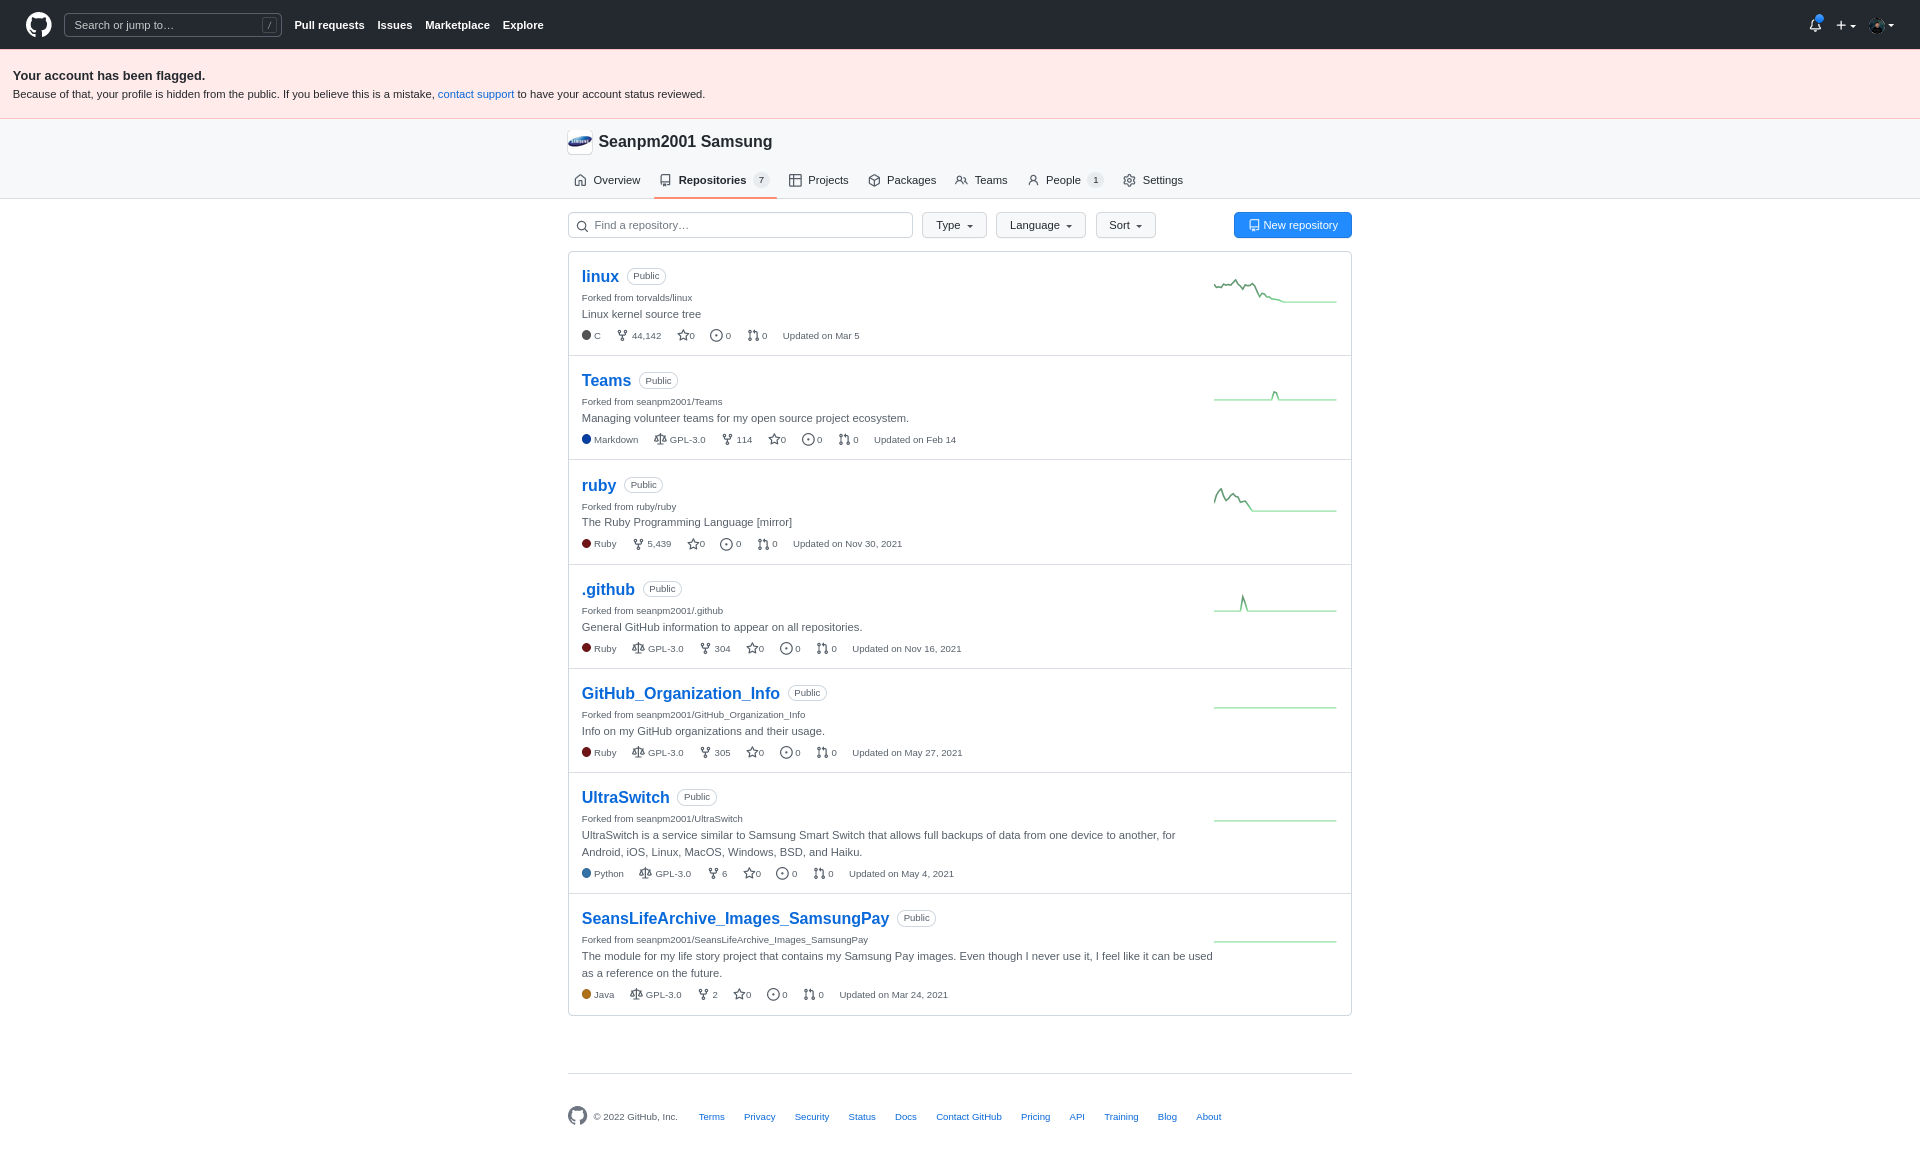 Search or jump to… /
Pull requests Issues Marketplace Explore
Your account has been flagged.
Because of that, your profile is hidden from the public. If you believe this is a mistake, contact support to have your account status reviewed.
Seanpm2001 Samsung
Overview Repositories 7 Projects Packages Teams People 1 Settings
Find a repository… Type Language Sort New repository
linux Public
Forked from torvalds/linux
Linux kernel source tree
C 44,142 0 0 0 Updated on Mar 5
Teams Public
Forked from seanpm2001/Teams
Managing volunteer teams for my open source project ecosystem.
Markdown GPL-3.0 114 0 0 0 Updated on Feb 14
ruby Public
Forked from ruby/ruby
The Ruby Programming Language [mirror]
Ruby 5,439 0 0 0 Updated on Nov 30, 2021
.github Public
Forked from seanpm2001/.github
General GitHub information to appear on all repositories.
Ruby GPL-3.0 304 0 0 0 Updated on Nov 16, 2021
GitHub_Organization_Info Public
Forked from seanpm2001/GitHub_Organization_Info
Info on my GitHub organizations and their usage.
Ruby GPL-3.0 305 0 0 0 Updated on May 27, 2021
UltraSwitch Public
Forked from seanpm2001/UltraSwitch
UltraSwitch is a service similar to Samsung Smart Switch that allows full backups of data from one device to another, for
Android, iOS, Linux, MacOS, Windows, BSD, and Haiku.
Python GPL-3.0 6 0 0 0 Updated on May 4, 2021
SeansLifeArchive_Images_SamsungPay Public
Forked from seanpm2001/SeansLifeArchive_Images_SamsungPay
The module for my life story project that contains my Samsung Pay images. Even though I never use it, I feel like it can be used
as a reference on the future.
Java GPL-3.0 2 0 0 0 Updated on Mar 24, 2021
© 2022 GitHub, Inc. Terms Privacy Security Status Docs Contact GitHub Pricing API Training Blog About